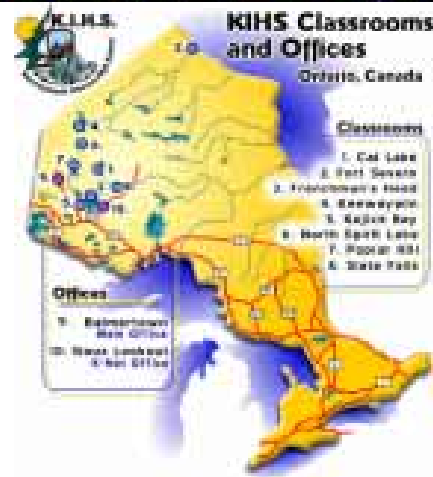 K.I.H.S.
KIHS Classrooms
and Offices
Ontario, Canada
Classrooms
1. Cat Lake
2. Fort Severn
3. Frenchman's Head
4. Keewaywin
5.
6. North Spirit Lake
7. Poplar Hill
8. Slate Falls
Offices
9. Balmertown
Main Office
10. Sioux Lookout
K-Net Office